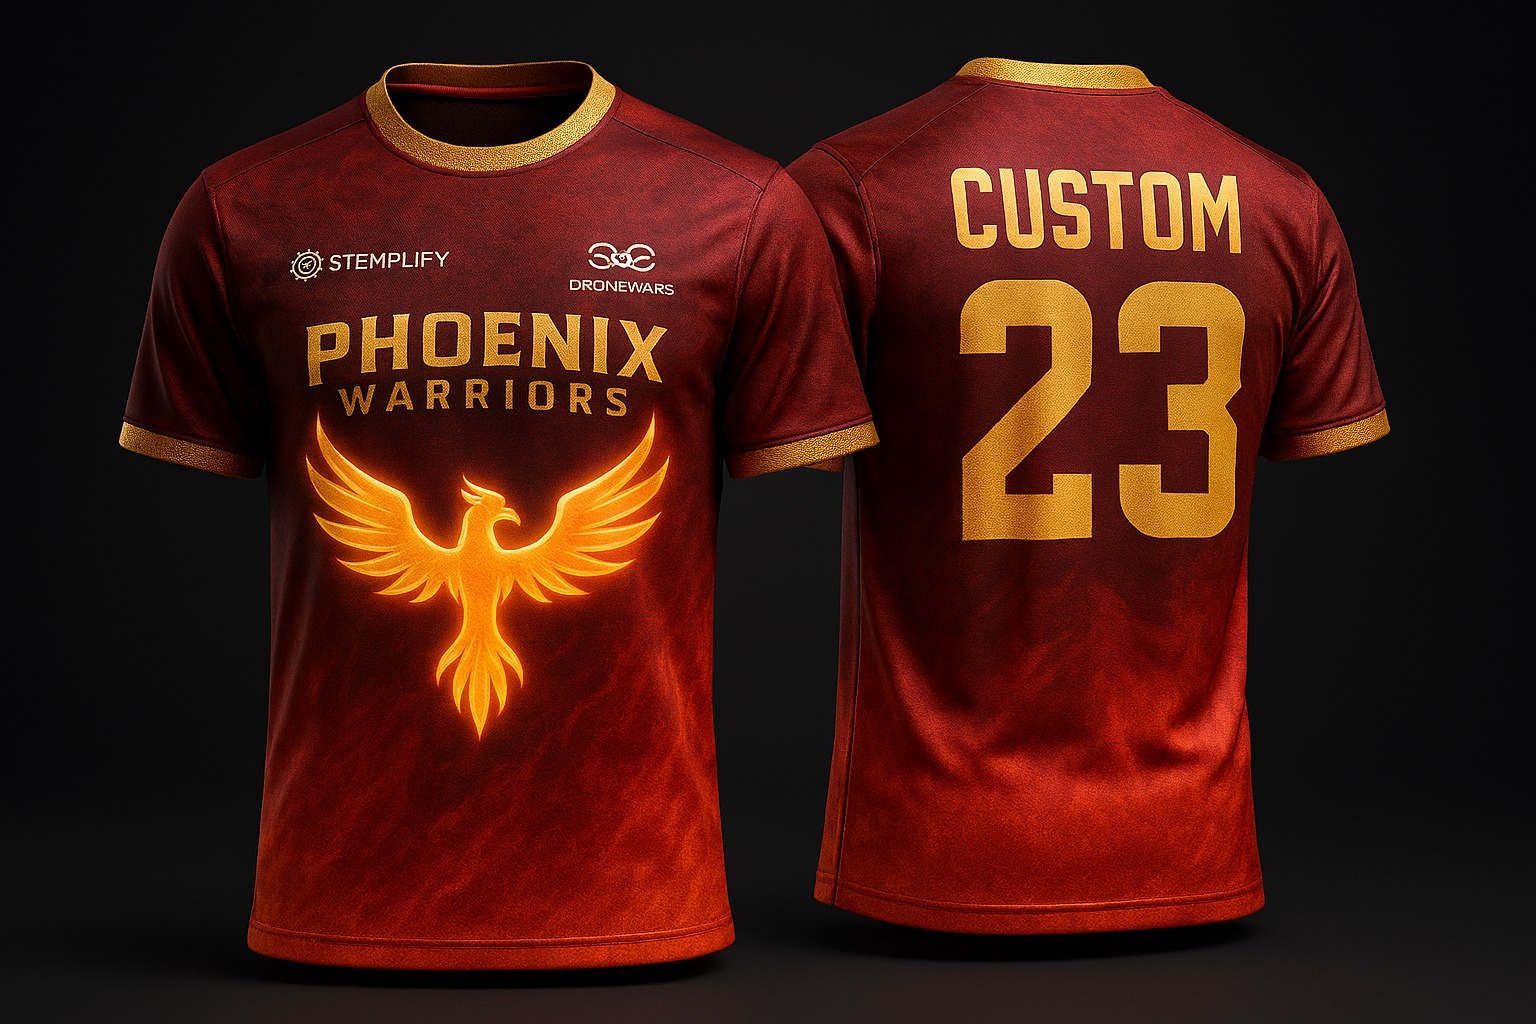 STEMPLIFY
DRONEWARS
PHOENIX
WARRIORS
CUSTOM
23